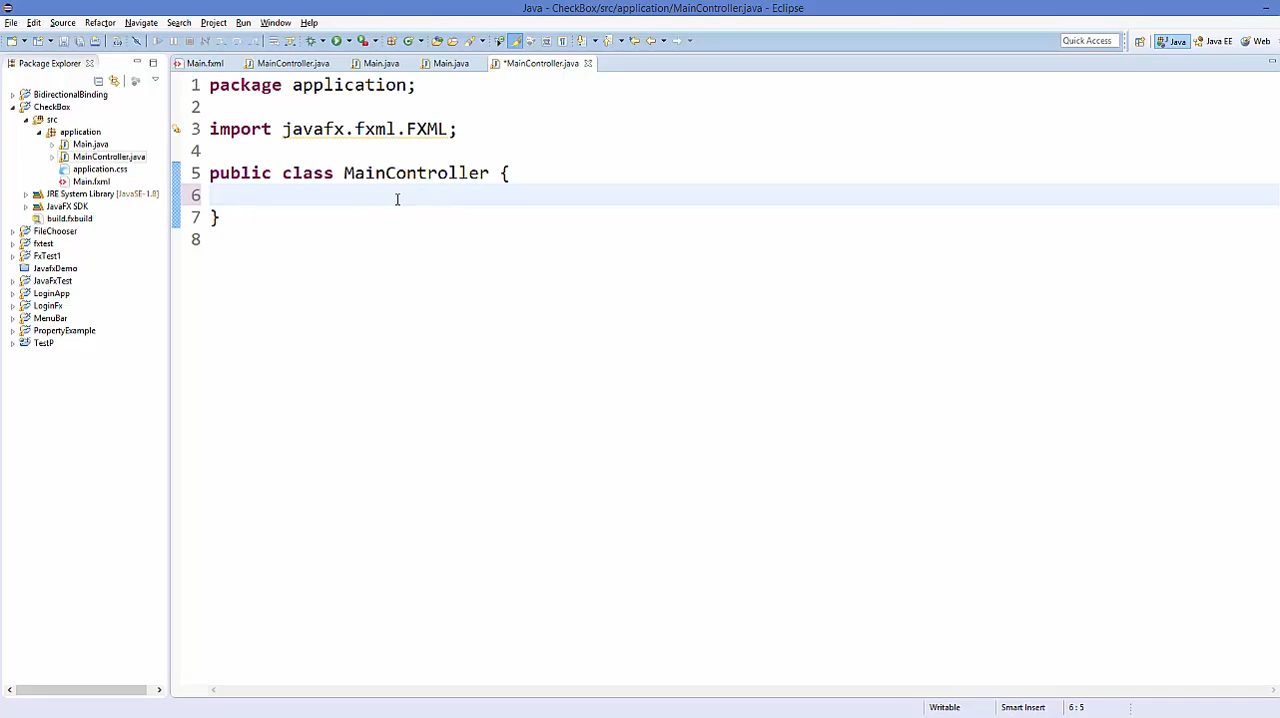 Java - CheckBox/src/application/MainController.java - Eclipse
File Edit Source Refactor Navigate Search Project Run Window Help
Quick Access Java Java EE Web
Package Explorer
Main.fxml MainController.java Main.java Main.java *MainController.java
BidirectionalBinding
CheckBox
src
application
Main.java
MainController.java
application.css
Main.fxml
JRE System Library [JavaSE-1.8]
JavaFX SDK
build.fxbuild
FileChooser
fxtest
FxTest1
JavafxDemo
JavaFxTest
LoginApp
LoginFx
MenuBar
PropertyExample
TestP
1 package application;
2
3 import javafx.fxml.FXML;
4
5 public class MainController {
6
7 }
8
Writable Smart Insert 6 : 5